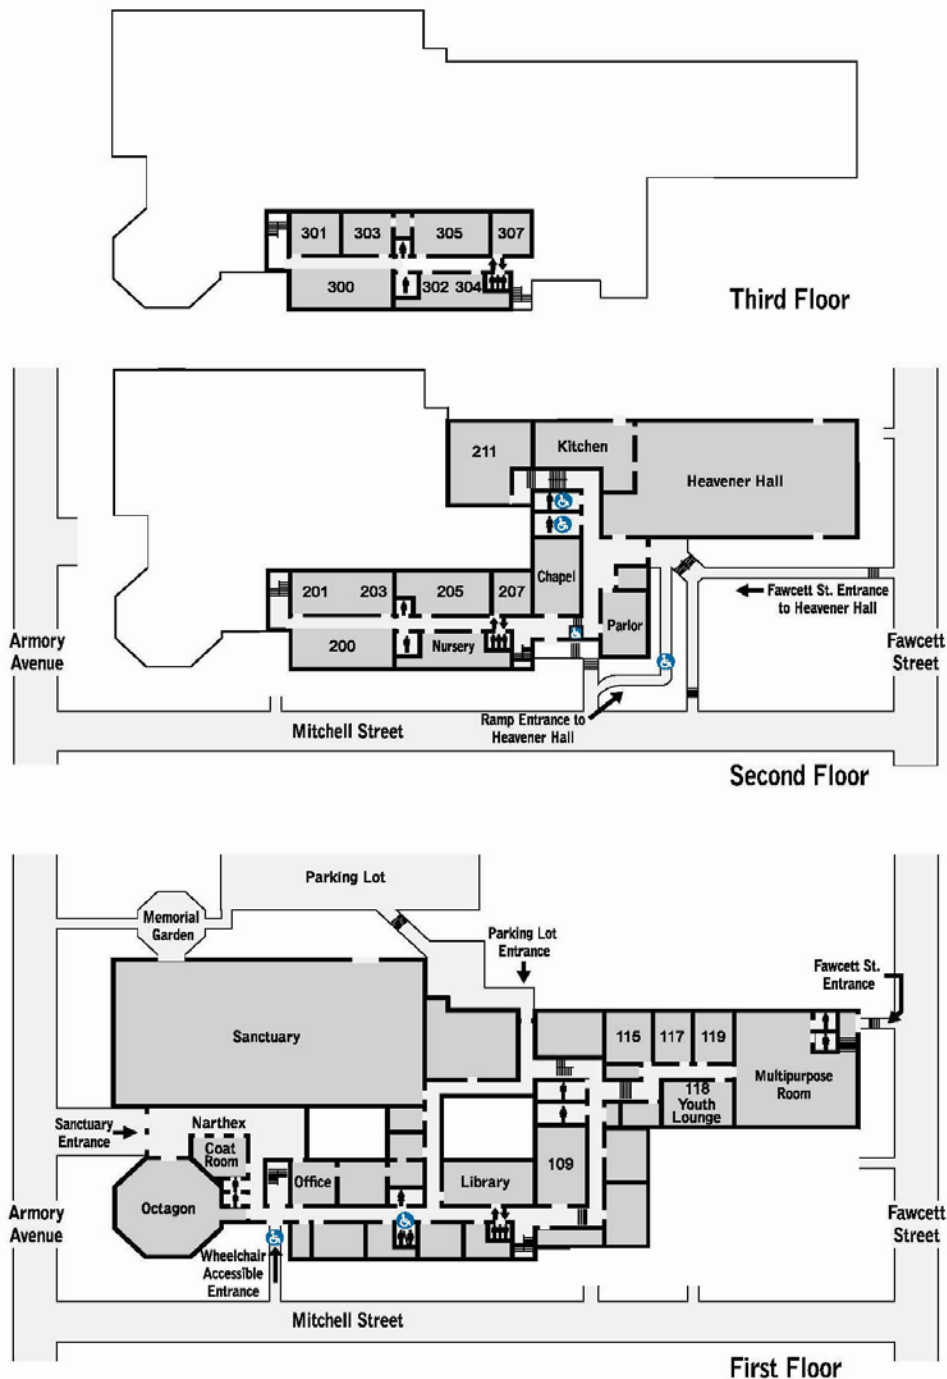 301
303
305
307
300
302 304
Third Floor
211
Kitchen
Heavener Hall
Chapel
201
203
205
207
Fawcett St. Entrance
to Heavener Hall
Parlor
200
Nursery
Armory
Avenue
Fawcett
Street
Ramp Entrance to
Heavener Hall
Mitchell Street
Second Floor
Parking Lot
Memorial
Garden
Parking Lot
Entrance
Fawcett St.
Entrance
Sanctuary
115
117
119
Multipurpose
Room
118
Youth
Lounge
Sanctuary
Entrance
Narthex
Coat
Room
109
Office
Library
Octagon
Armory
Avenue
Fawcett
Street
Wheelchair
Accessible
Entrance
Mitchell Street
First Floor